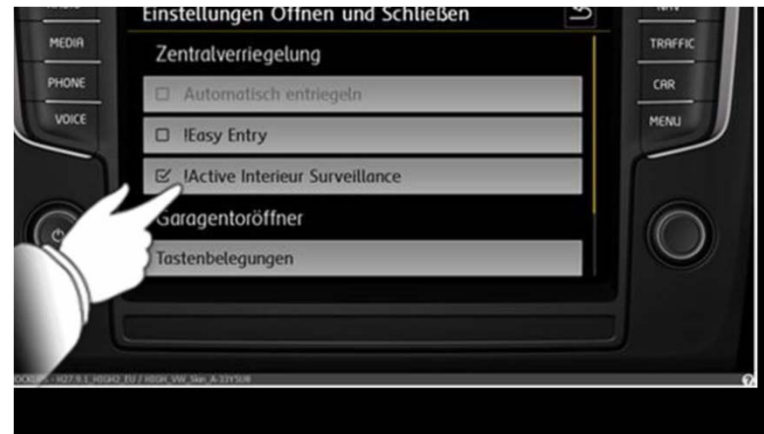 Einstellungen Öffnen und Schließen
NAV
MEDIA
Zentralverriegelung
TRAFFIC
PHONE
Automatisch entriegeln
CAR
VOICE
!Easy Entry
MENU
!Active Interieur Surveillance
Garagentoröffner
Tastenbelegungen